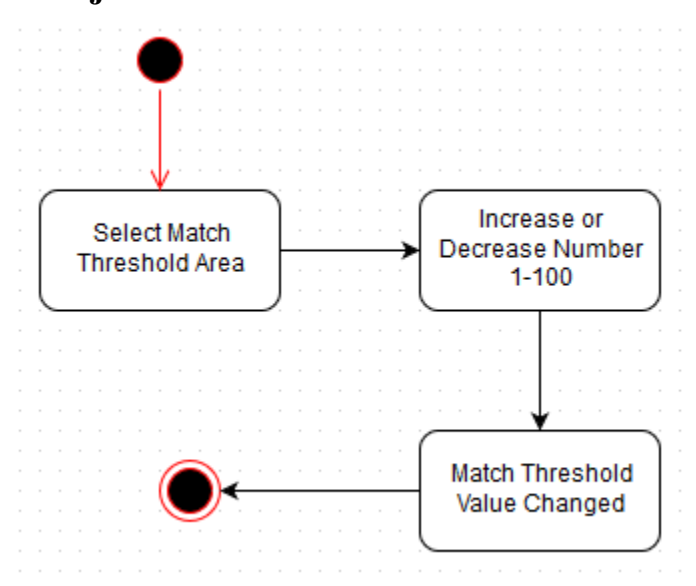 Select Match
Threshold Area
Increase or
Decrease Number
1-100
Match Threshold
Value Changed